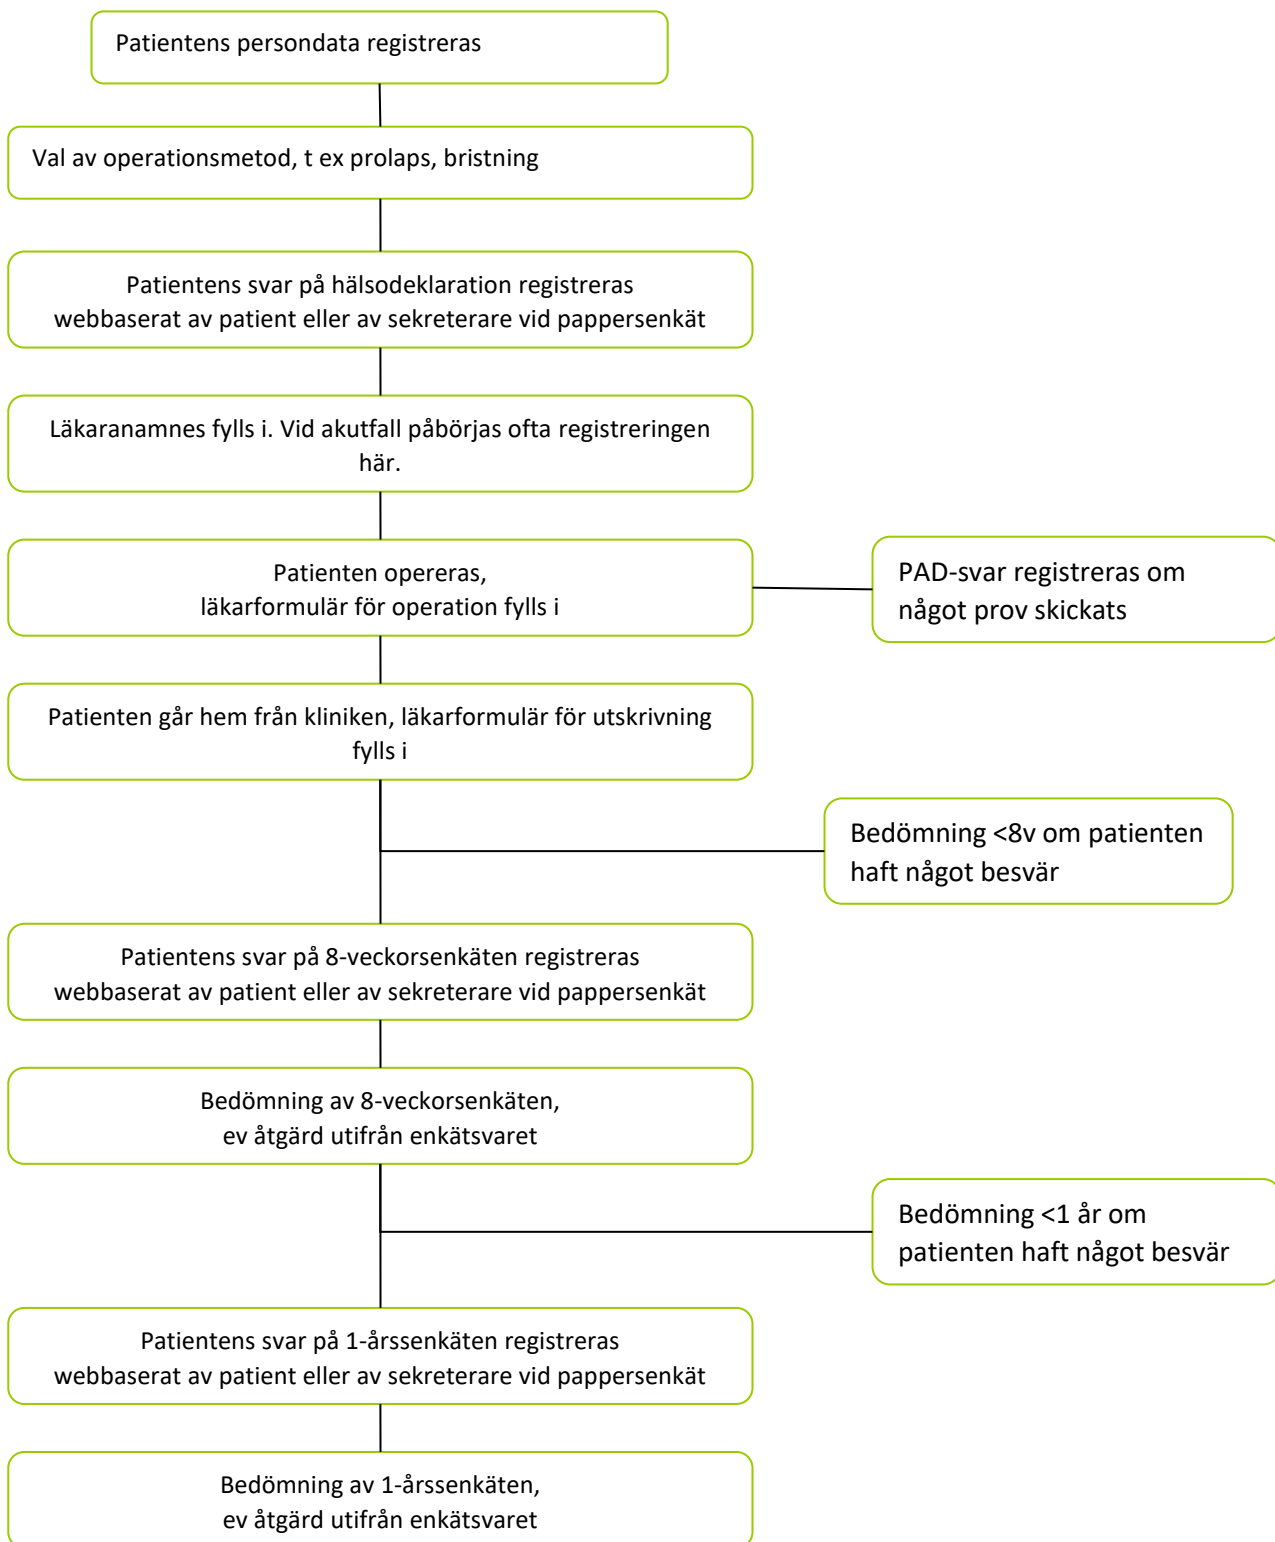 Patientens persondata registreras
Val av operationsmetod, t ex prolaps, bristning
Patientens svar på hälsodeklaration registreras
webbaserat av patient eller av sekreterare vid pappersenkät
Läkaranamnes fylls i. Vid akutfall påbörjas ofta registreringen
här.
Patienten opereras,
läkarformulär för operation fylls i
PAD-svar registreras om
något prov skickats
Patienten går hem från kliniken, läkarformulär för utskrivning
fylls i
Bedömning <8v om patienten
haft något besvär
Patientens svar på 8-veckorsenkäten registreras
webbaserat av patient eller av sekreterare vid pappersenkät
Bedömning av 8-veckorsenkäten,
ev åtgärd utifrån enkätsvaret
Bedömning <1 år om
patienten haft något besvär
Patientens svar på 1-årssenkäten registreras
webbaserat av patient eller av sekreterare vid pappersenkät
Bedömning av 1-årssenkäten,
ev åtgärd utifrån enkätsvaret